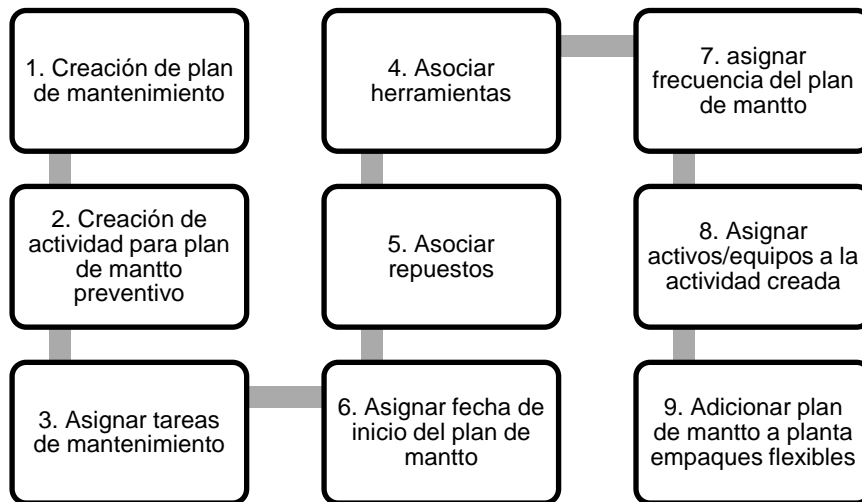 1. Creación de plan
de mantenimiento
2. Creación de
actividad para plan
de mantto
preventivo
3. Asignar tareas
de mantenimiento
4. Asociar
herramientas
5. Asociar
repuestos
6. Asignar fecha de
inicio del plan de
mantto
7. asignar
frecuencia del plan
de mantto
8. Asignar
activos/equipos a la
actividad creada
9. Adicionar plan
de mantto a planta
empaques flexibles